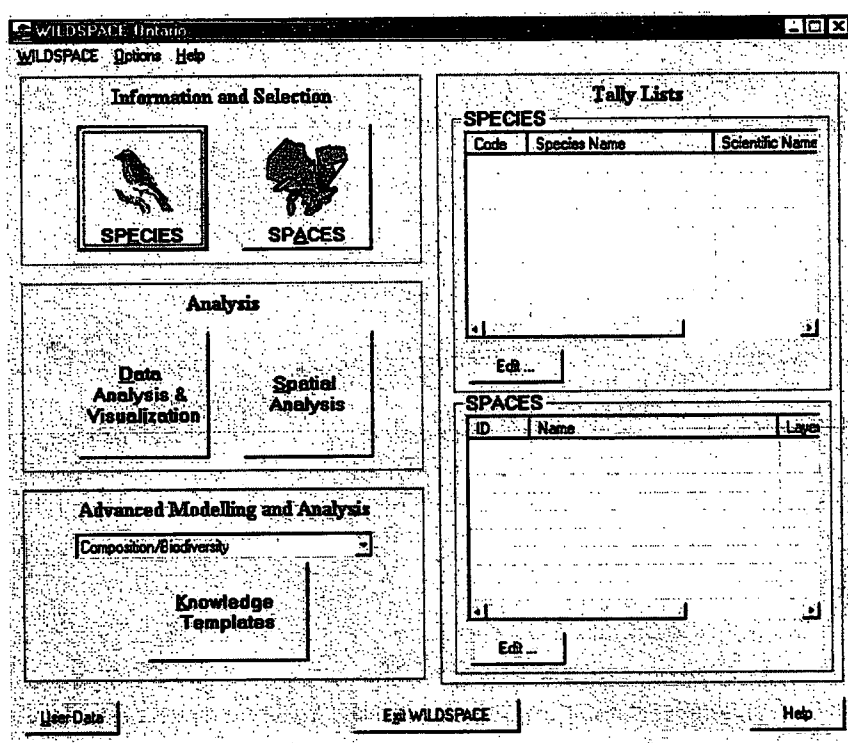 WILDSPACE Ontario
WILDSPACE Options Help
Information and Selection
SPECIES
SPACES
Analysis
Data
Analysis &
Visualization
Spatial
Analysis
Advanced Modelling and Analysis
Composition/Biodiversity
Knowledge
Templates
Tally Lists
SPECIES
Code Species Name Scientific Name
Edit ...
SPACES
ID Name Layer
Edit ...
User Data
Exit WILDSPACE
Help